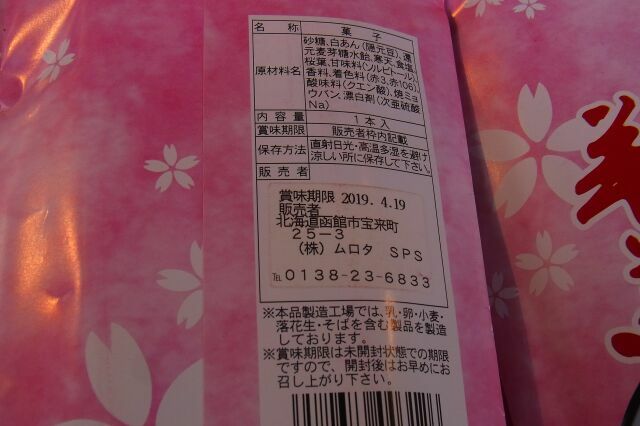 名称 菓子
原材料名 砂糖、白あん(隠元豆)、還
元麦芽糖水飴、寒天、食塩、
桜葉、甘味料(ソルビトール)、
香料、着色料(赤3、赤106)、
酸味料(クエン酸)、焼ミョ
ウバン、漂白剤(次亜硫酸
Na)
内容量 1本入
賞味期限 販売者枠内記載
保存方法 直射日光・高温多湿を避け
涼しい所に保存して下さい。
販売者
賞味期限 2019. 4.19
販売者
北海道函館市宝来町
25-3
(株)ムロタ SPS
℡ 0138-23-6833
※本品製造工場では、乳・卵・小麦・
落花生・そばを含む製品を製造
しております。
※賞味期限は未開封状態での期限
ですので、開封後はお早めにお
召し上がり下さい。
羊